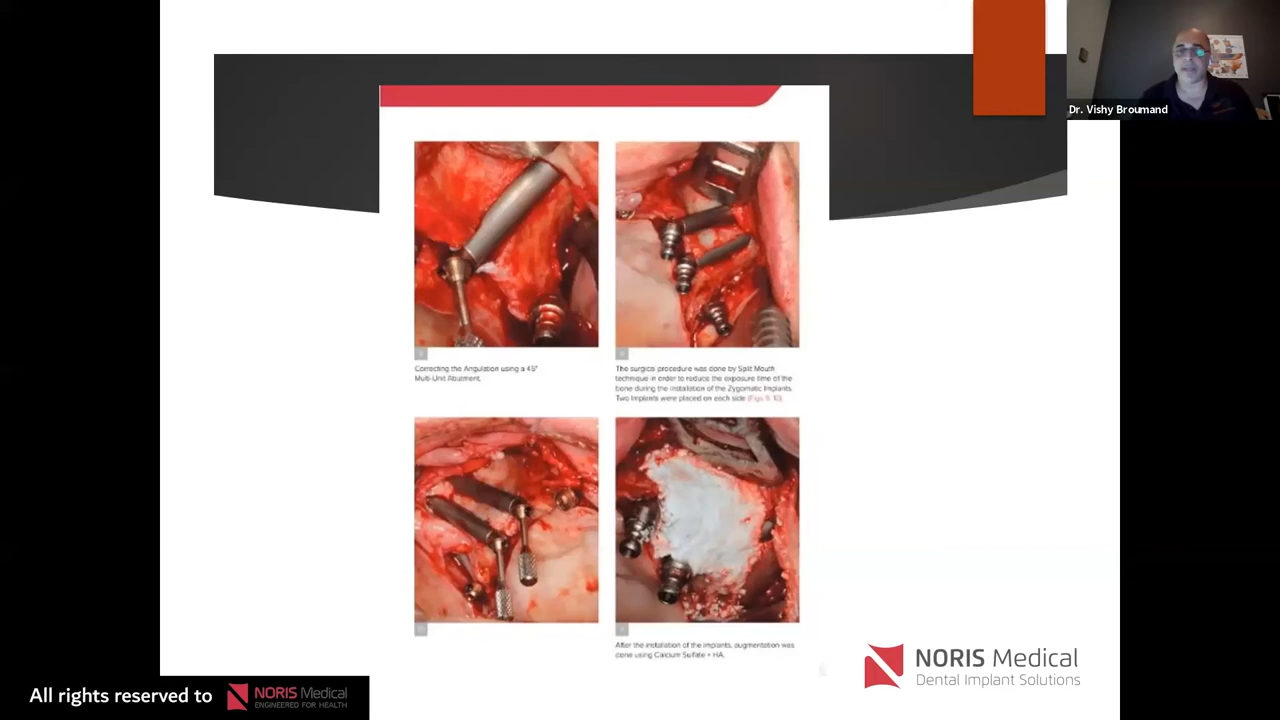 Dr. Vishy Broumand
Correcting the Angulation using a 45°
Multi-Unit Abutment.
The surgical procedure was done by Split Mouth
technique in order to reduce the exposure time of the
bone during the installation of the Zygomatic Implants.
Two Implants were placed on each side (Figs 9, 10).
After the installation of the implants, augmentation was
done using Calcium Sulfate + HA.
NORIS Medical
Dental Implant Solutions
All rights reserved to
NORIS Medical
ENGINEERED FOR HEALTH